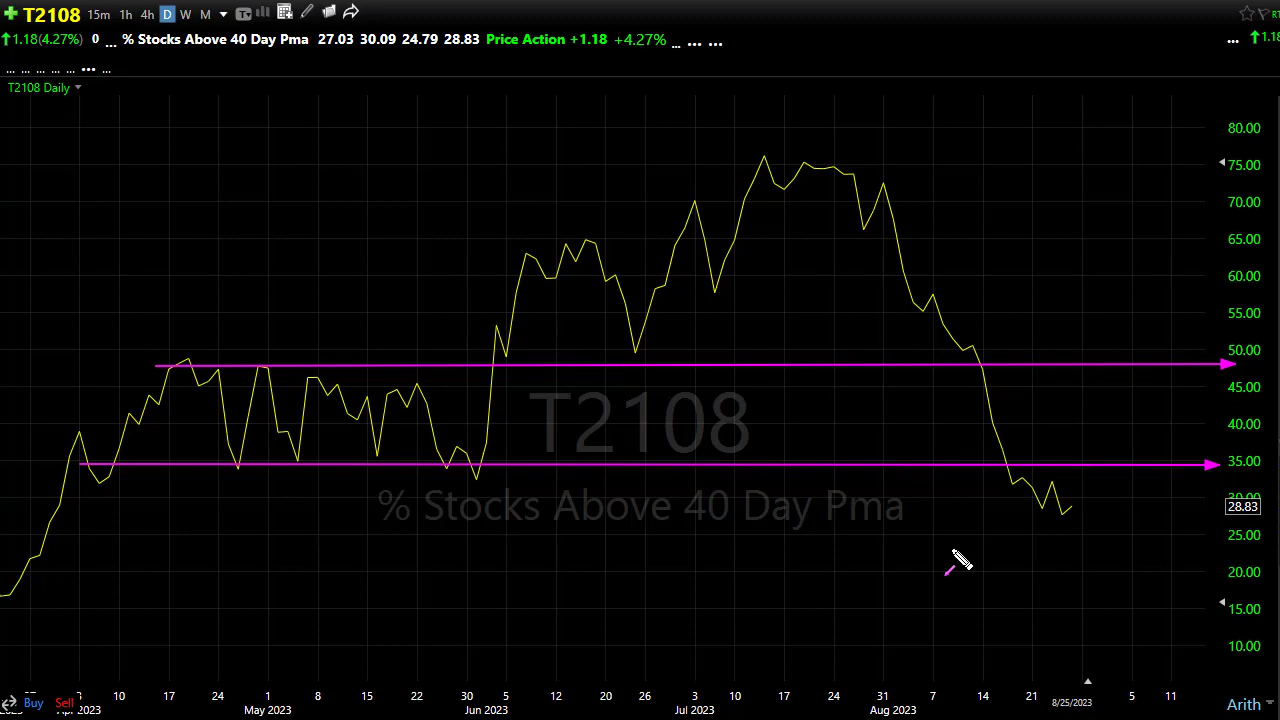 T2108 15m 1h 4h D W M
1.18(4.27%) 0 ... % Stocks Above 40 Day Pma 27.03 30.09 24.79 28.83 Price Action +1.18 +4.27% ... ... ... ... 1.18
... ... ... ... ... ... ...
T2108 Daily
80.00
75.00
70.00
65.00
60.00
55.00
50.00
45.00
40.00
35.00
30.00
28.83
25.00
20.00
15.00
10.00
T2108
% Stocks Above 40 Day Pma
10 17 24 1 8 15 22 30 5 12 20 26 3 10 17 24 31 7 14 21 5 11
Buy Sell 8/25/2023 Arith
2023 May 2023 Jun 2023 Jul 2023 Aug 2023